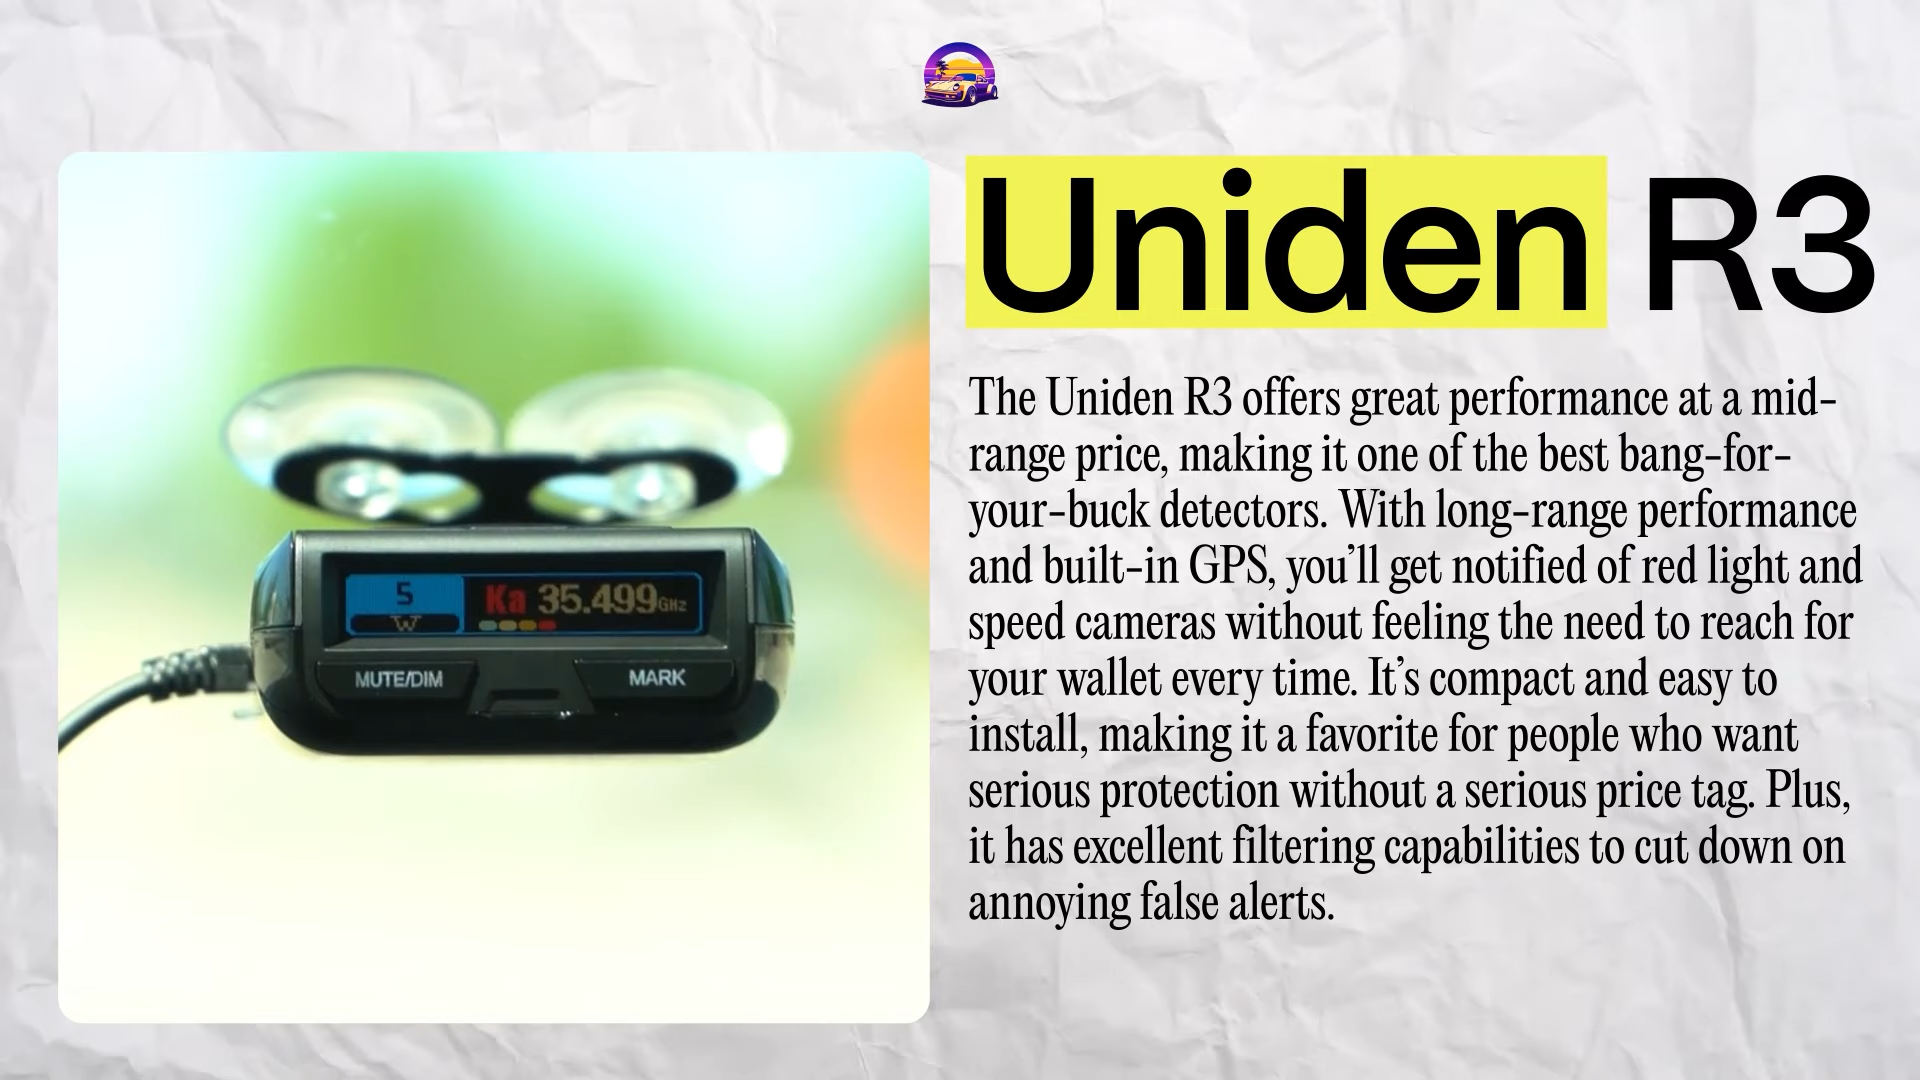 Uniden R3
The Uniden R3 offers great performance at a mid-
range price, making it one of the best bang-for-
your-buck detectors. With long-range performance
and built-in GPS, you’ll get notified of red light and
speed cameras without feeling the need to reach for
your wallet every time. It’s compact and easy to
install, making it a favorite for people who want
serious protection without a serious price tag. Plus,
it has excellent filtering capabilities to cut down on
annoying false alerts.
5 Ka 35.499GHz
W
MUTE/DIM MARK